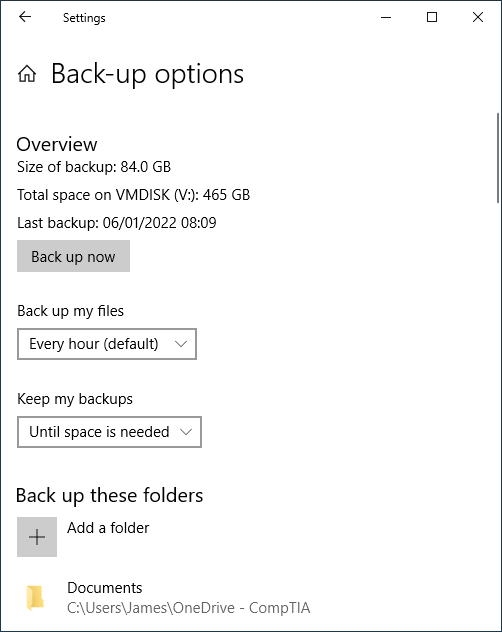 Settings
Back-up options
Overview
Size of backup: 84.0 GB
Total space on VMDISK (V:): 465 GB
Last backup: 06/01/2022 08:09
Back up now
Back up my files
Every hour (default)
Keep my backups
Until space is needed
Back up these folders
Add a folder
Documents
C:\Users\James\OneDrive - CompTIA